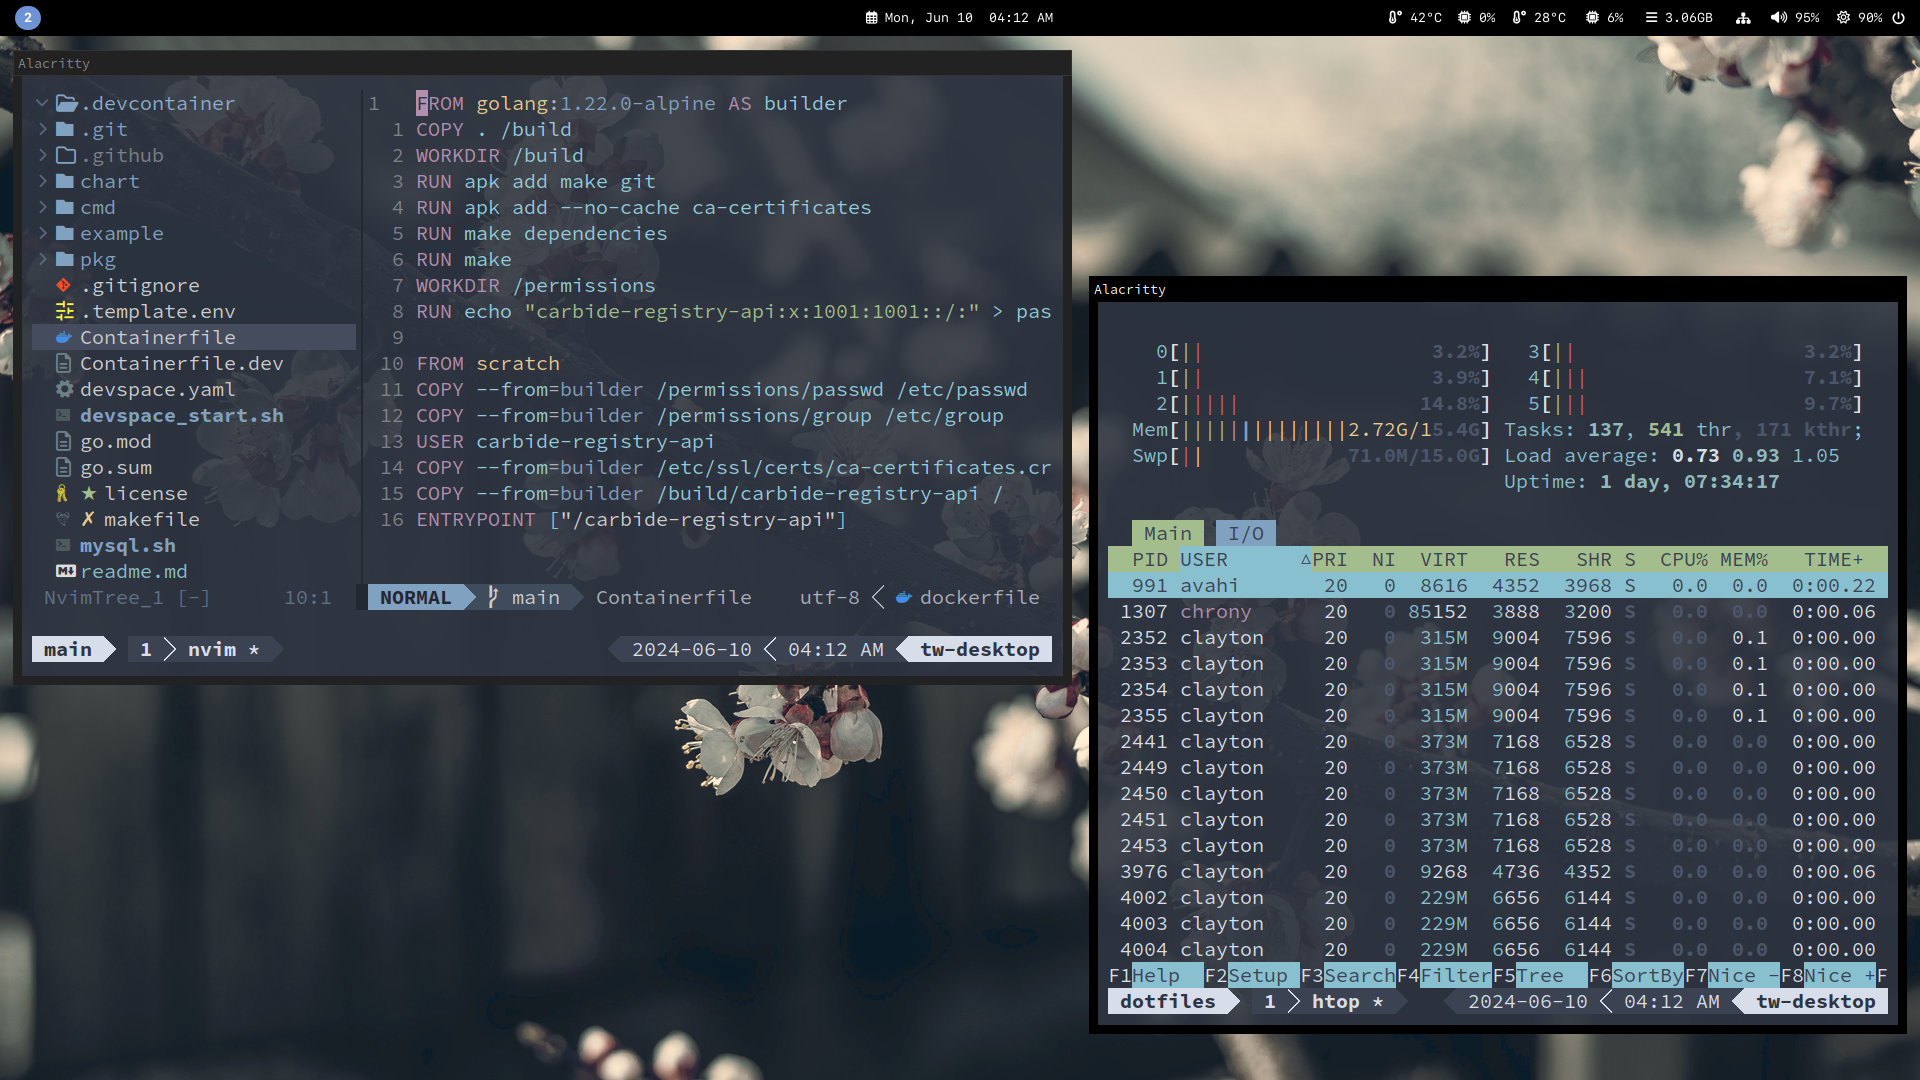 2
Mon, Jun 10 04:12 AM
42°C 0% 28°C 6% 3.06GB 95% 90%
Alacritty
.devcontainer
.git
.github
chart
cmd
example
pkg
.gitignore
.template.env
Containerfile
Containerfile.dev
devspace.yaml
devspace_start.sh
go.mod
go.sum
license
makefile
mysql.sh
readme.md
NvimTree_1 [-] 10:1
1 FROM golang:1.22.0-alpine AS builder
1 COPY . /build
2 WORKDIR /build
3 RUN apk add make git
4 RUN apk add --no-cache ca-certificates
5 RUN make dependencies
6 RUN make
7 WORKDIR /permissions
8 RUN echo "carbide-registry-api:x:1001:1001::/:" > pas
9
10 FROM scratch
11 COPY --from=builder /permissions/passwd /etc/passwd
12 COPY --from=builder /permissions/group /etc/group
13 USER carbide-registry-api
14 COPY --from=builder /etc/ssl/certs/ca-certificates.cr
15 COPY --from=builder /build/carbide-registry-api /
16 ENTRYPOINT ["/carbide-registry-api"]
NORMAL main Containerfile utf-8 dockerfile
main 1 nvim * 2024-06-10 04:12 AM tw-desktop
Alacritty
0[|| 3.2%] 3[|| 3.2%]
1[|| 3.9%] 4[||| 7.1%]
2[||||| 14.8%] 5[||| 9.7%]
Mem[||||||||||||||2.72G/15.4G] Tasks: 137, 541 thr, 171 kthr;
Swp[|| 71.0M/15.0G] Load average: 0.73 0.93 1.05
Uptime: 1 day, 07:34:17
Main I/O
PID USER △PRI NI VIRT RES SHR S CPU% MEM% TIME+
991 avahi 20 0 8616 4352 3968 S 0.0 0.0 0:00.22
1307 chrony 20 0 85152 3888 3200 S 0.0 0.0 0:00.06
2352 clayton 20 0 315M 9004 7596 S 0.0 0.1 0:00.00
2353 clayton 20 0 315M 9004 7596 S 0.0 0.1 0:00.00
2354 clayton 20 0 315M 9004 7596 S 0.0 0.1 0:00.00
2355 clayton 20 0 315M 9004 7596 S 0.0 0.1 0:00.00
2441 clayton 20 0 373M 7168 6528 S 0.0 0.0 0:00.00
2449 clayton 20 0 373M 7168 6528 S 0.0 0.0 0:00.00
2450 clayton 20 0 373M 7168 6528 S 0.0 0.0 0:00.00
2451 clayton 20 0 373M 7168 6528 S 0.0 0.0 0:00.00
2453 clayton 20 0 373M 7168 6528 S 0.0 0.0 0:00.00
3976 clayton 20 0 9268 4736 4352 S 0.0 0.0 0:00.06
4002 clayton 20 0 229M 6656 6144 S 0.0 0.0 0:00.00
4003 clayton 20 0 229M 6656 6144 S 0.0 0.0 0:00.00
4004 clayton 20 0 229M 6656 6144 S 0.0 0.0 0:00.00
F1Help F2Setup F3SearchF4FilterF5Tree F6SortByF7Nice -F8Nice +F
dotfiles 1 htop * 2024-06-10 04:12 AM tw-desktop